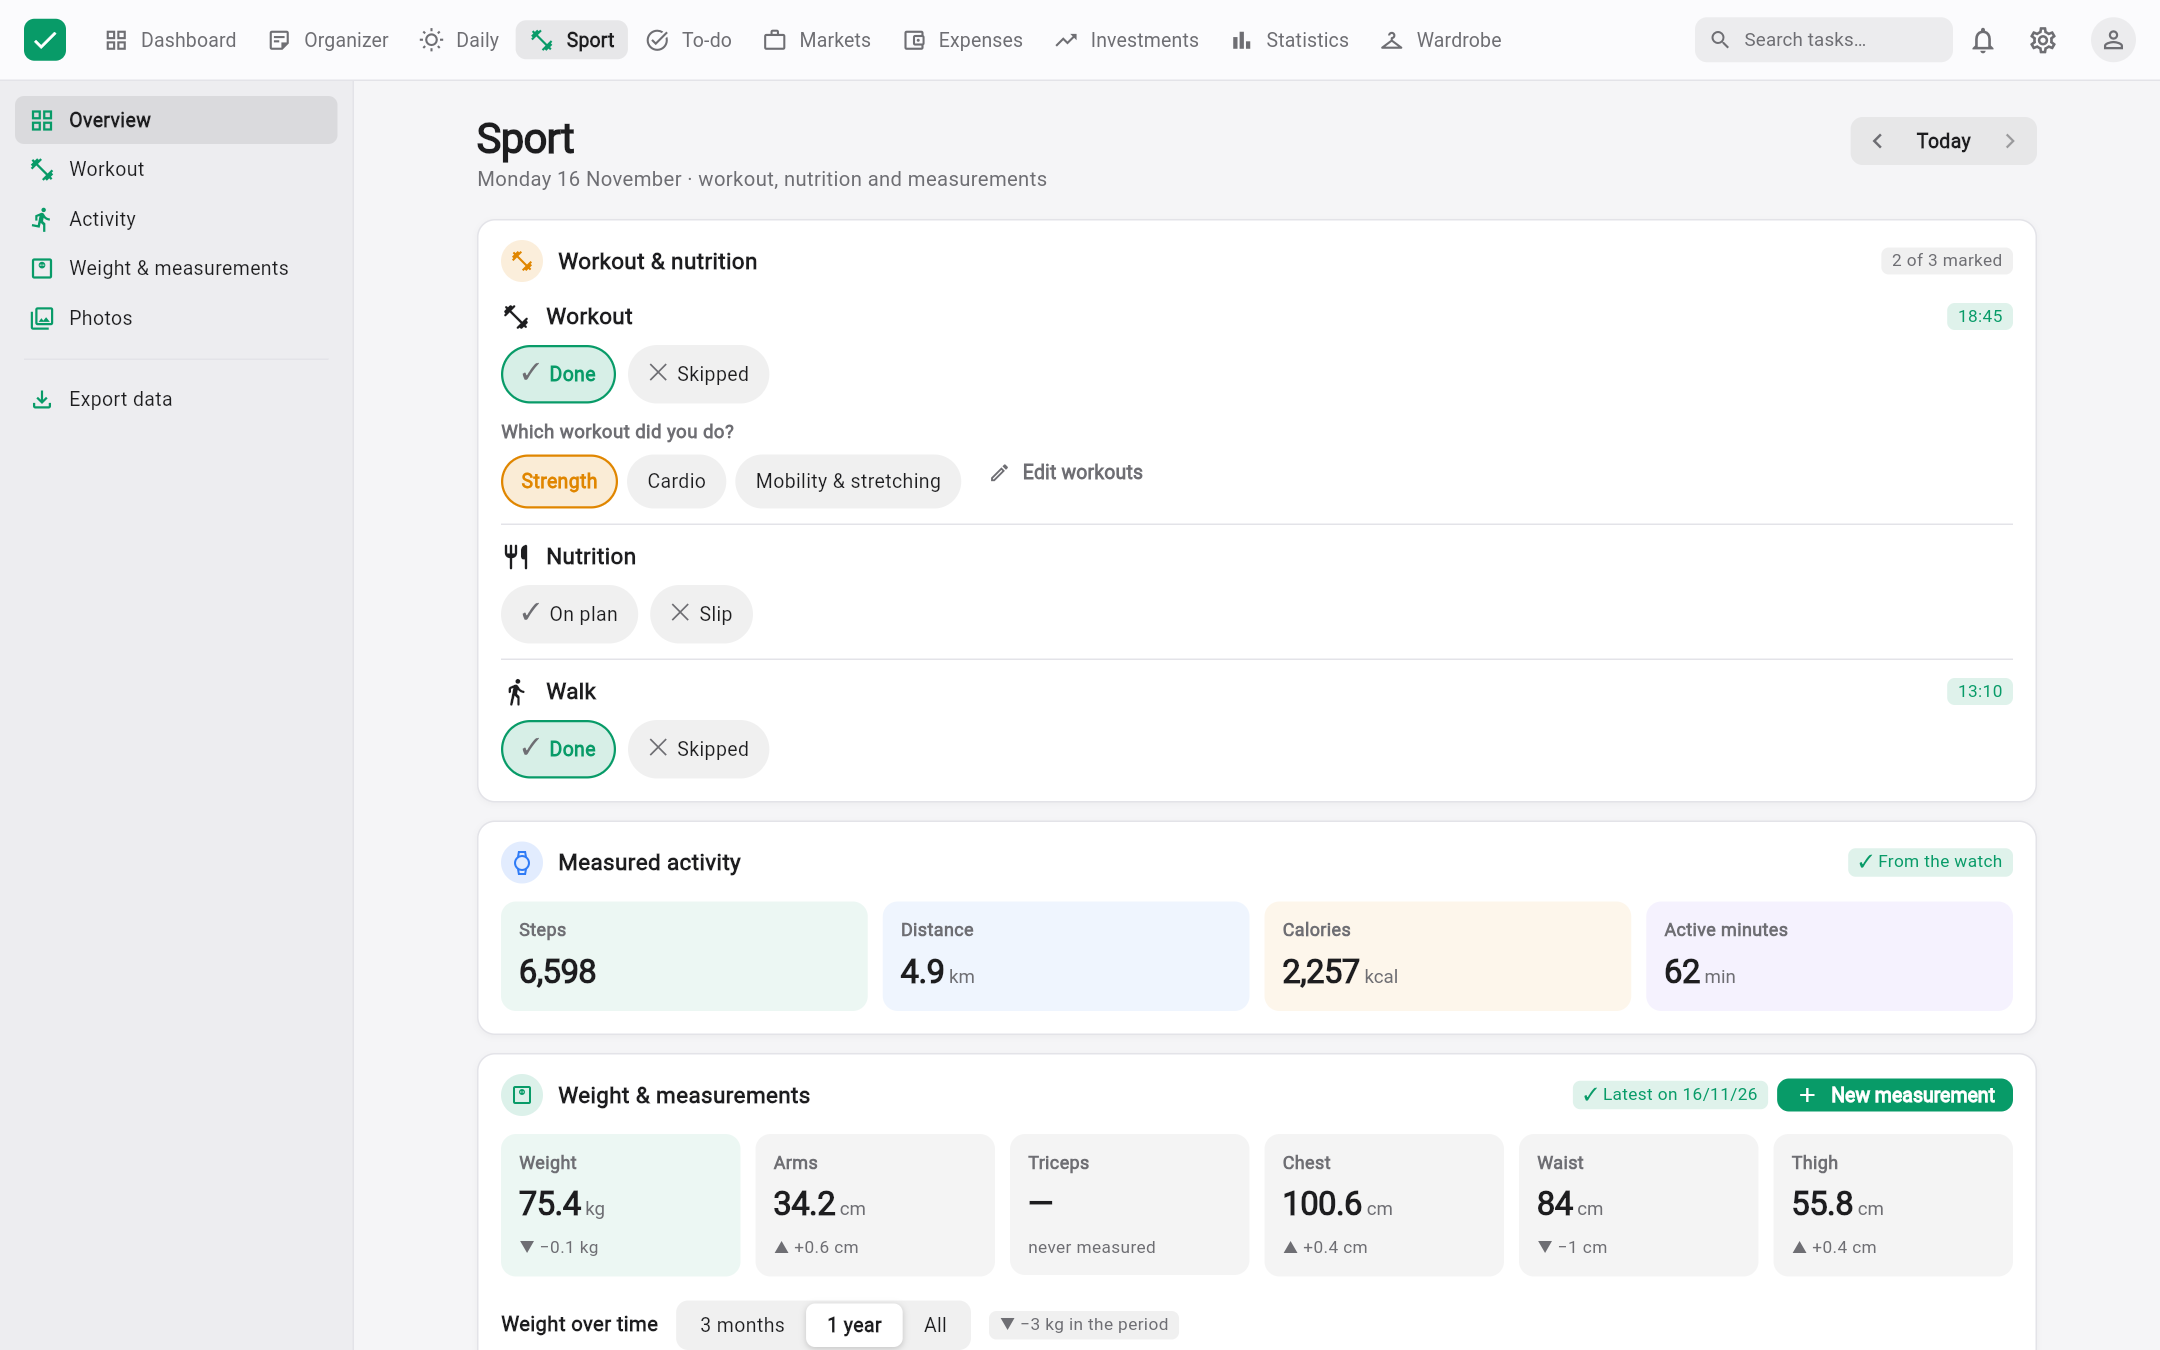 Dashboard
Organizer
Daily
Sport
To-do
Markets
Expenses
Investments
Statistics
Wardrobe
Search tasks...
Overview
Workout
Activity
Weight & measurements
Photos
Export data
Sport
Monday 16 November · workout, nutrition and measurements
Today
Workout & nutrition
2 of 3 marked
Workout
18:45
✓ Done
✕ Skipped
Which workout did you do?
Strength
Cardio
Mobility & stretching
Edit workouts
Nutrition
✓ On plan
✕ Slip
Walk
13:10
✓ Done
✕ Skipped
Measured activity
✓ From the watch
Steps
6,598
Distance
4.9 km
Calories
2,257 kcal
Active minutes
62 min
Weight & measurements
✓ Latest on 16/11/26
+ New measurement
Weight
75.4 kg
▼ −0.1 kg
Arms
34.2 cm
▲ +0.6 cm
Triceps
—
never measured
Chest
100.6 cm
▲ +0.4 cm
Waist
84 cm
▼ −1 cm
Thigh
55.8 cm
▲ +0.4 cm
Weight over time
3 months
1 year
All
▼ −3 kg in the period